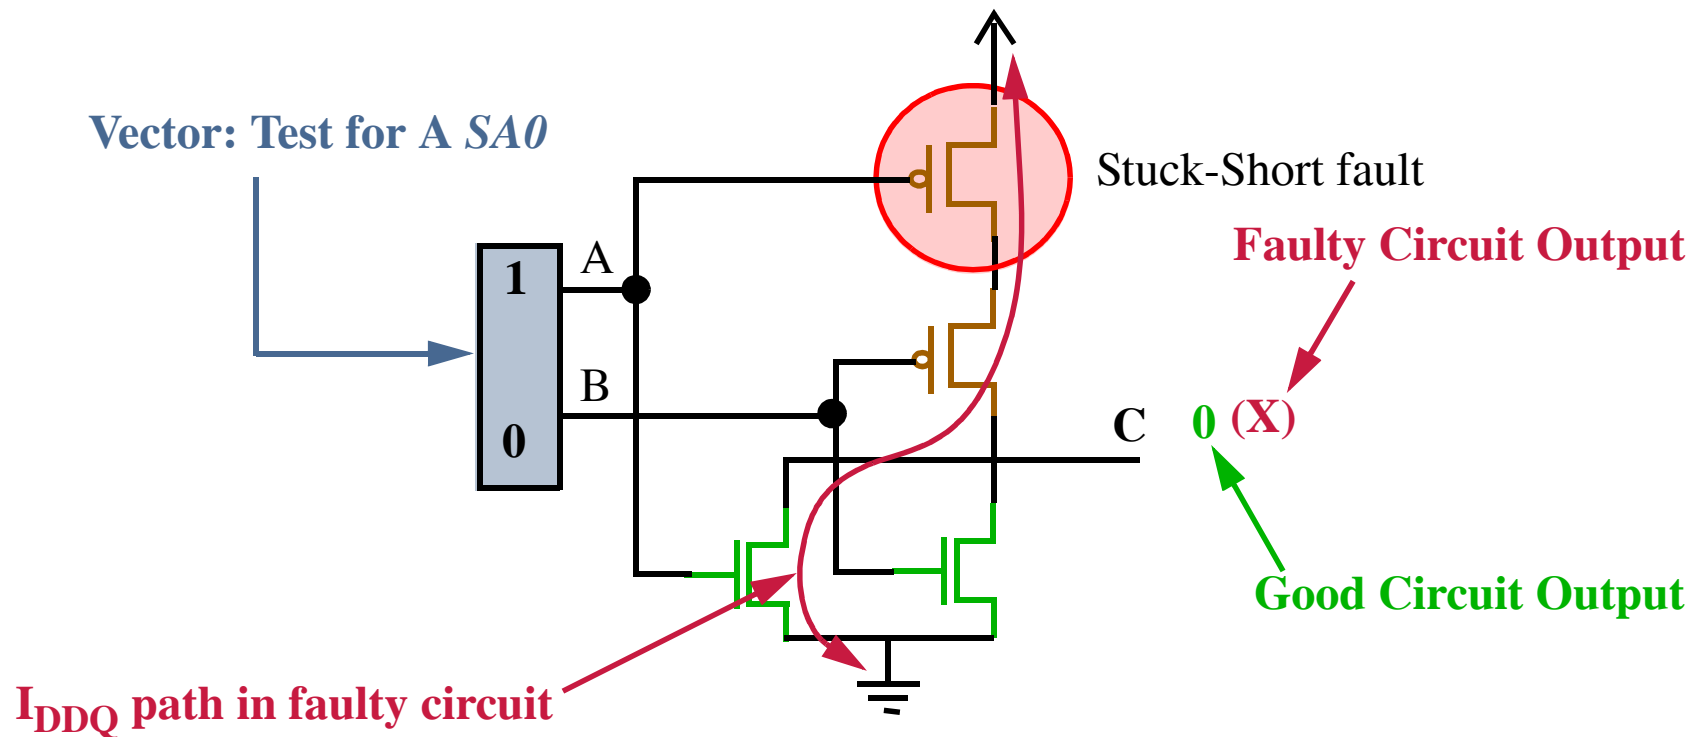 Vector: Test for A SA0
Stuck-Short fault
Faulty Circuit Output
A
1
B
0
C 0 (X)
Good Circuit Output
IDDQ path in faulty circuit